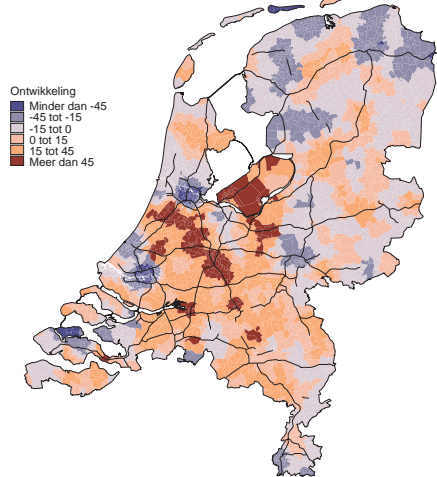 Ontwikkeling
Minder dan -45
-45 tot -15
-15 tot 0
0 tot 15
15 tot 45
Meer dan 45